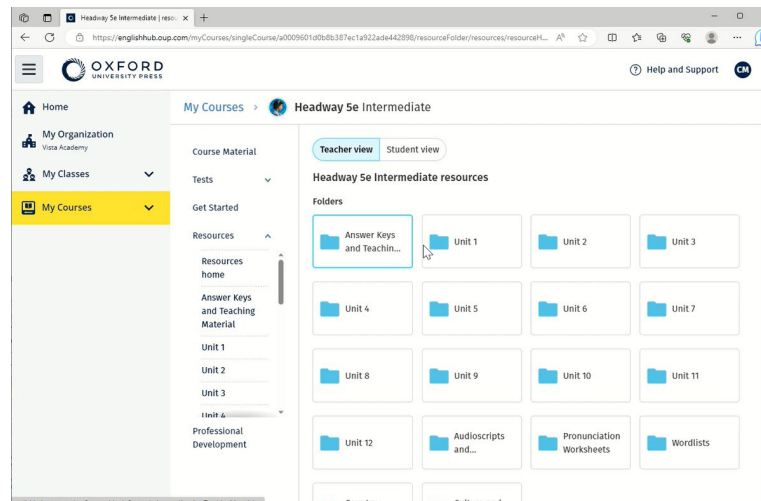 Headway 5e Intermediate | resou
https://englishhub.oup.com/myCourses/singleCourse/a0009601d0b8b387ec1a922ade442898/resourceFolder/resources/resourceH...
OXFORD
UNIVERSITY PRESS
Help and Support
CM
Home
My Courses > Headway 5e Intermediate
My Organization
Vista Academy
My Classes
My Courses
Course Material
Tests
Get Started
Resources
Resources
home
Answer Keys
and Teaching
Material
Unit 1
Unit 2
Unit 3
Unit 4
Professional
Development
Teacher view
Student view
Headway 5e Intermediate resources
Folders
Answer Keys
and Teachin...
Unit 1
Unit 2
Unit 3
Unit 4
Unit 5
Unit 6
Unit 7
Unit 8
Unit 9
Unit 10
Unit 11
Unit 12
Audioscripts
and...
Pronunciation
Worksheets
Wordlists